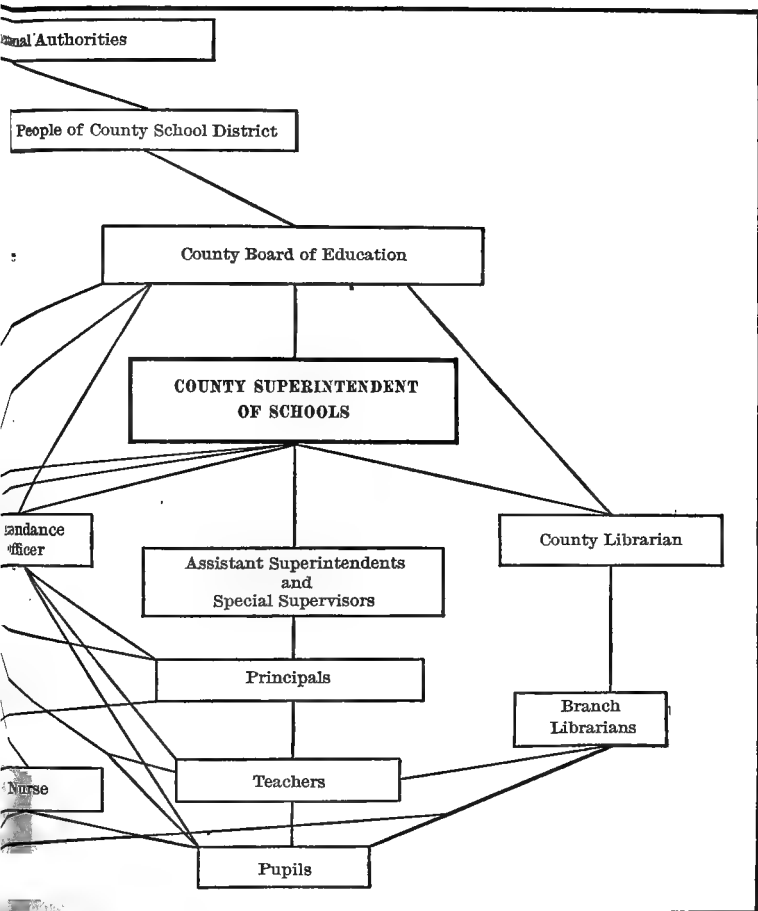 Authorities
People of County School District
County Board of Education
COUNTY SUPERINTENDENT
OF SCHOOLS
County Librarian
Assistant Superintendents
and
Special Supervisors
Principals
Branch
Librarians
Teachers
Nurse
Pupils